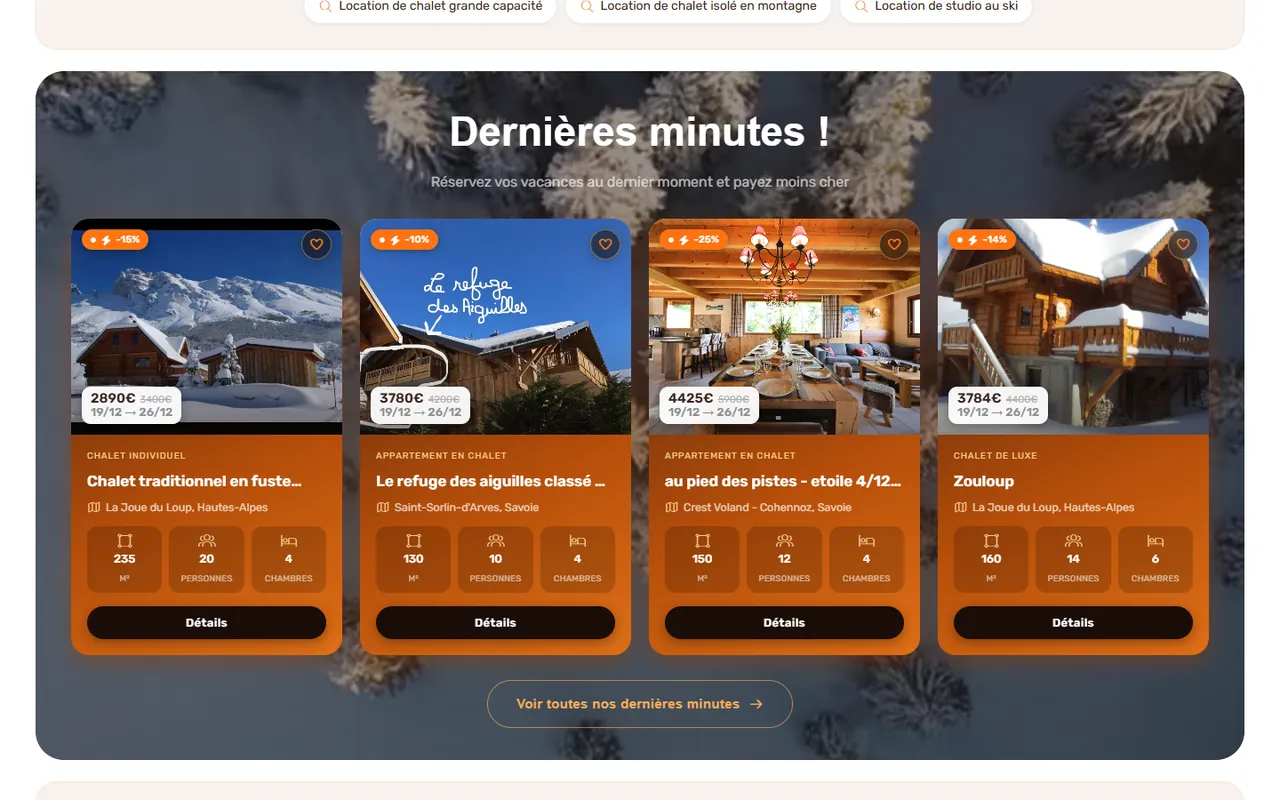 Location de chalet grande capacité
Location de chalet isolé en montagne
Location de studio au ski
Dernières minutes !
Réservez vos vacances au dernier moment et payez moins cher
-15%
2890€ 3400€
19/12 → 26/12
CHALET INDIVIDUEL
Chalet traditionnel en fuste...
La Joue du Loup, Hautes-Alpes
235
M²
20
PERSONNES
4
CHAMBRES
Détails
-10%
Le refuge
des Aiguilles
3780€ 4200€
19/12 → 26/12
APPARTEMENT EN CHALET
Le refuge des aiguilles classé ...
Saint-Sorlin-d'Arves, Savoie
130
M²
10
PERSONNES
4
CHAMBRES
Détails
-25%
4425€ 5900€
19/12 → 26/12
APPARTEMENT EN CHALET
au pied des pistes - etoile 4/12...
Crest Voland - Cohennoz, Savoie
150
M²
12
PERSONNES
4
CHAMBRES
Détails
-14%
3784€ 4400€
19/12 → 26/12
CHALET DE LUXE
Zouloup
La Joue du Loup, Hautes-Alpes
160
M²
14
PERSONNES
6
CHAMBRES
Détails
Voir toutes nos dernières minutes →